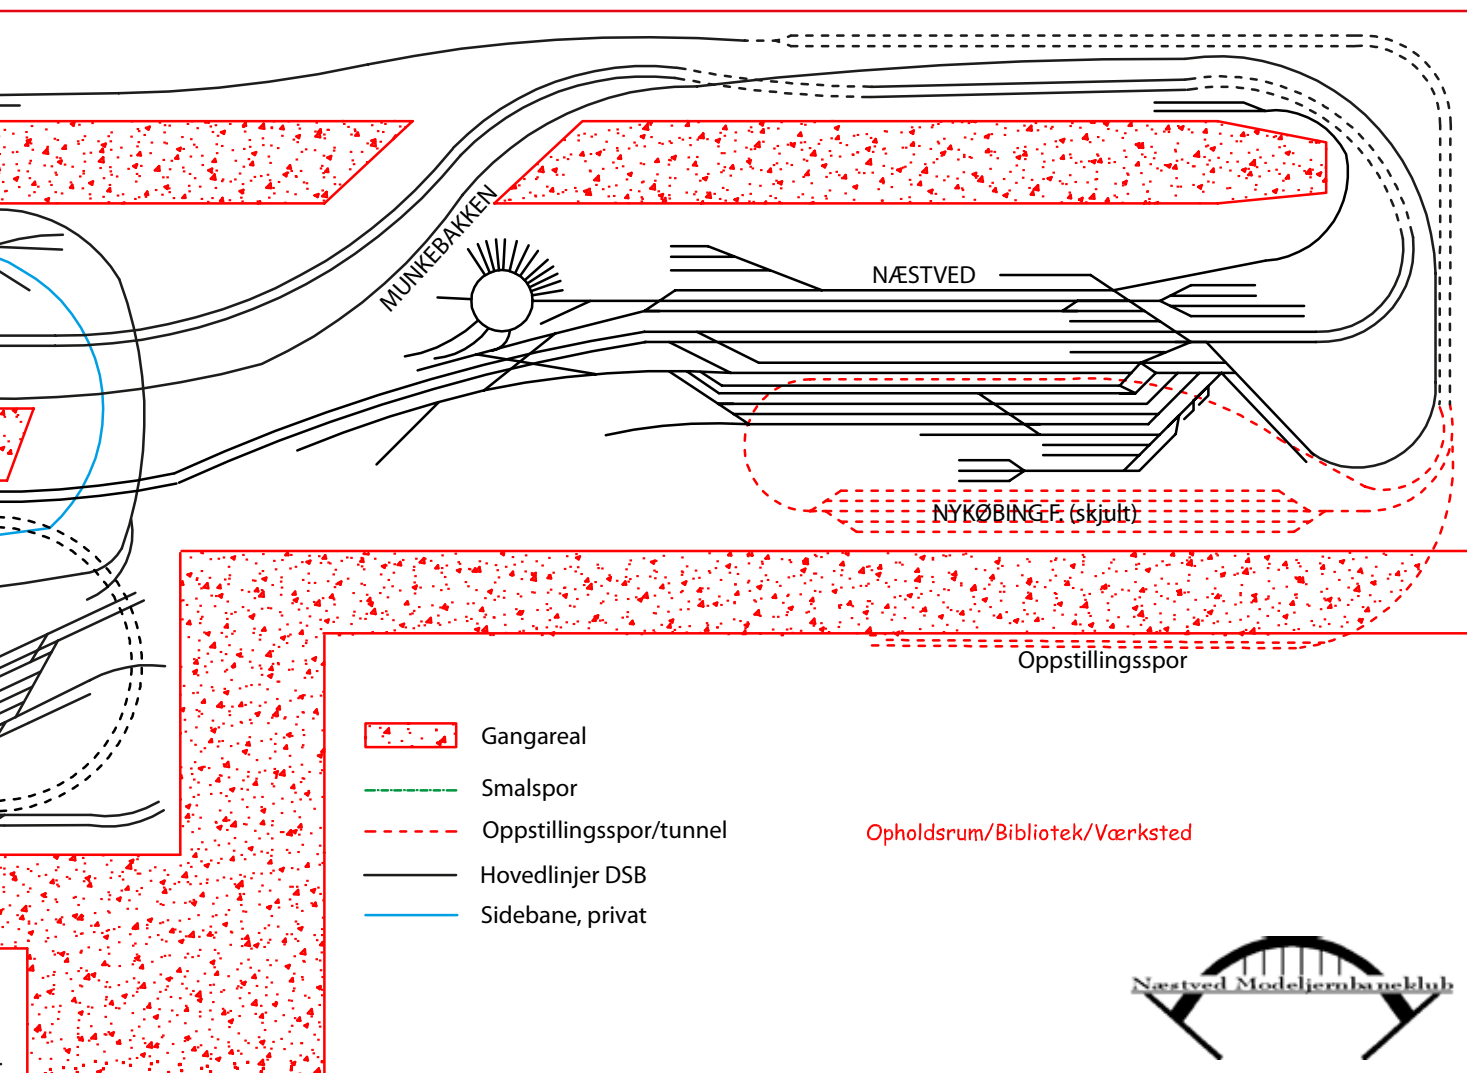 MUNKEBAKKEN
NÆSTVED
NYKØBING F. (skjult)
Oppstillingsspor
Gangareal
Smalspor
Oppstillingsspor/tunnel
Hovedlinjer DSB
Sidebane, privat
Opholdsrum/Bibliotek/Værksted
Næstved Modeljernbaneklub